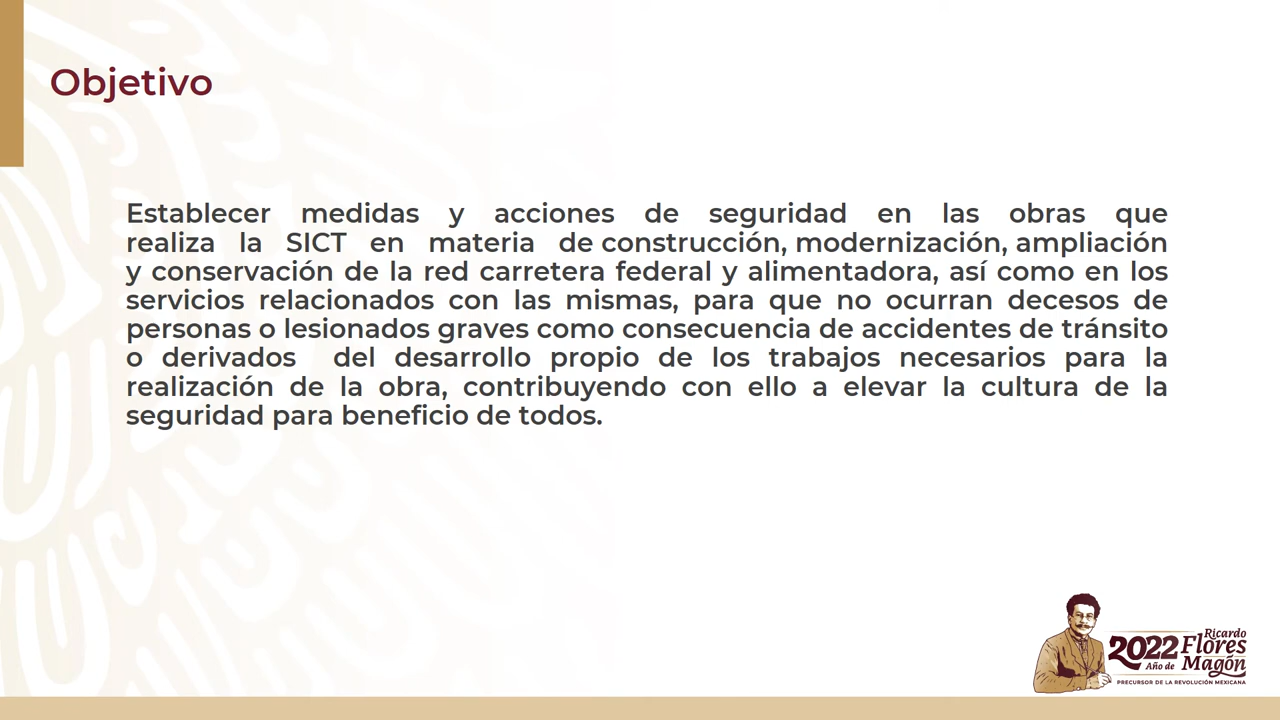 Objetivo
Establecer medidas y acciones de seguridad en las obras que
realiza la SICT en materia de construcción, modernización, ampliación
y conservación de la red carretera federal y alimentadora, así como en los
servicios relacionados con las mismas, para que no ocurran decesos de
personas o lesionados graves como consecuencia de accidentes de tránsito
o derivados del desarrollo propio de los trabajos necesarios para la
realización de la obra, contribuyendo con ello a elevar la cultura de la
seguridad para beneficio de todos.
2022 Ricardo
Flores
Año de Magón
PRECURSOR DE LA REVOLUCIÓN MEXICANA